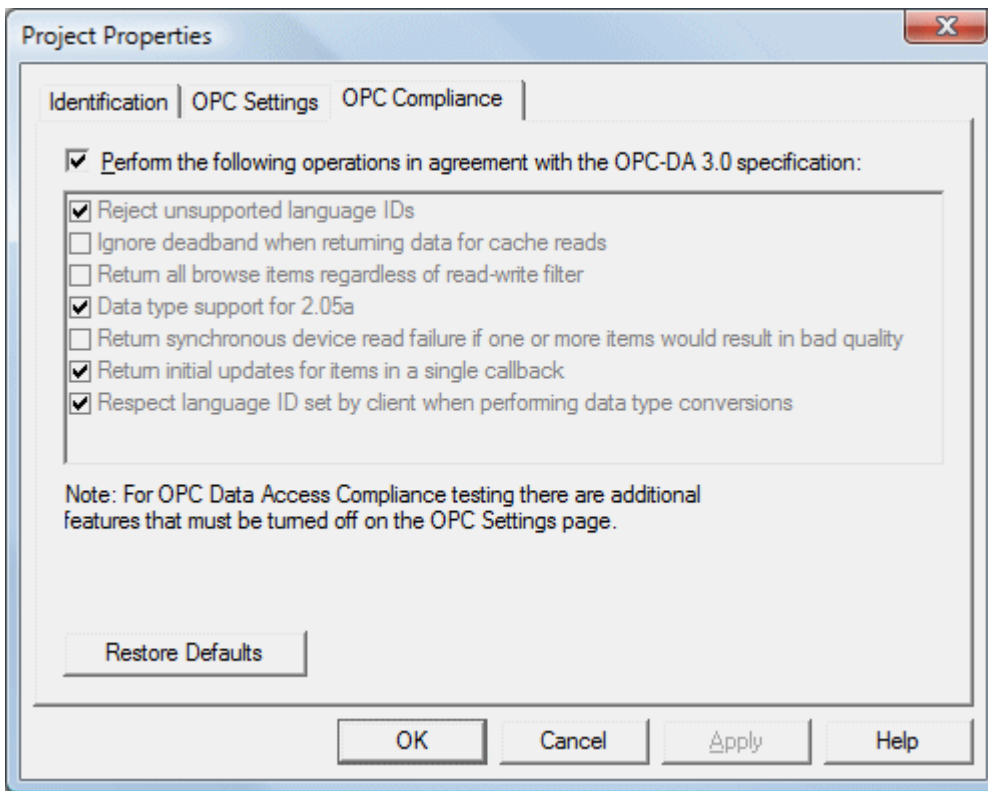 Project Properties
Identification
OPC Settings
OPC Compliance
Perform the following operations in agreement with the OPC-DA 3.0 specification:
Reject unsupported language IDs
Ignore deadband when returning data for cache reads
Return all browse items regardless of read-write filter
Data type support for 2.05a
Return synchronous device read failure if one or more items would result in bad quality
Return initial updates for items in a single callback
Respect language ID set by client when performing data type conversions
Note: For OPC Data Access Compliance testing there are additional
features that must be turned off on the OPC Settings page.
Restore Defaults
OK
Cancel
Apply
Help